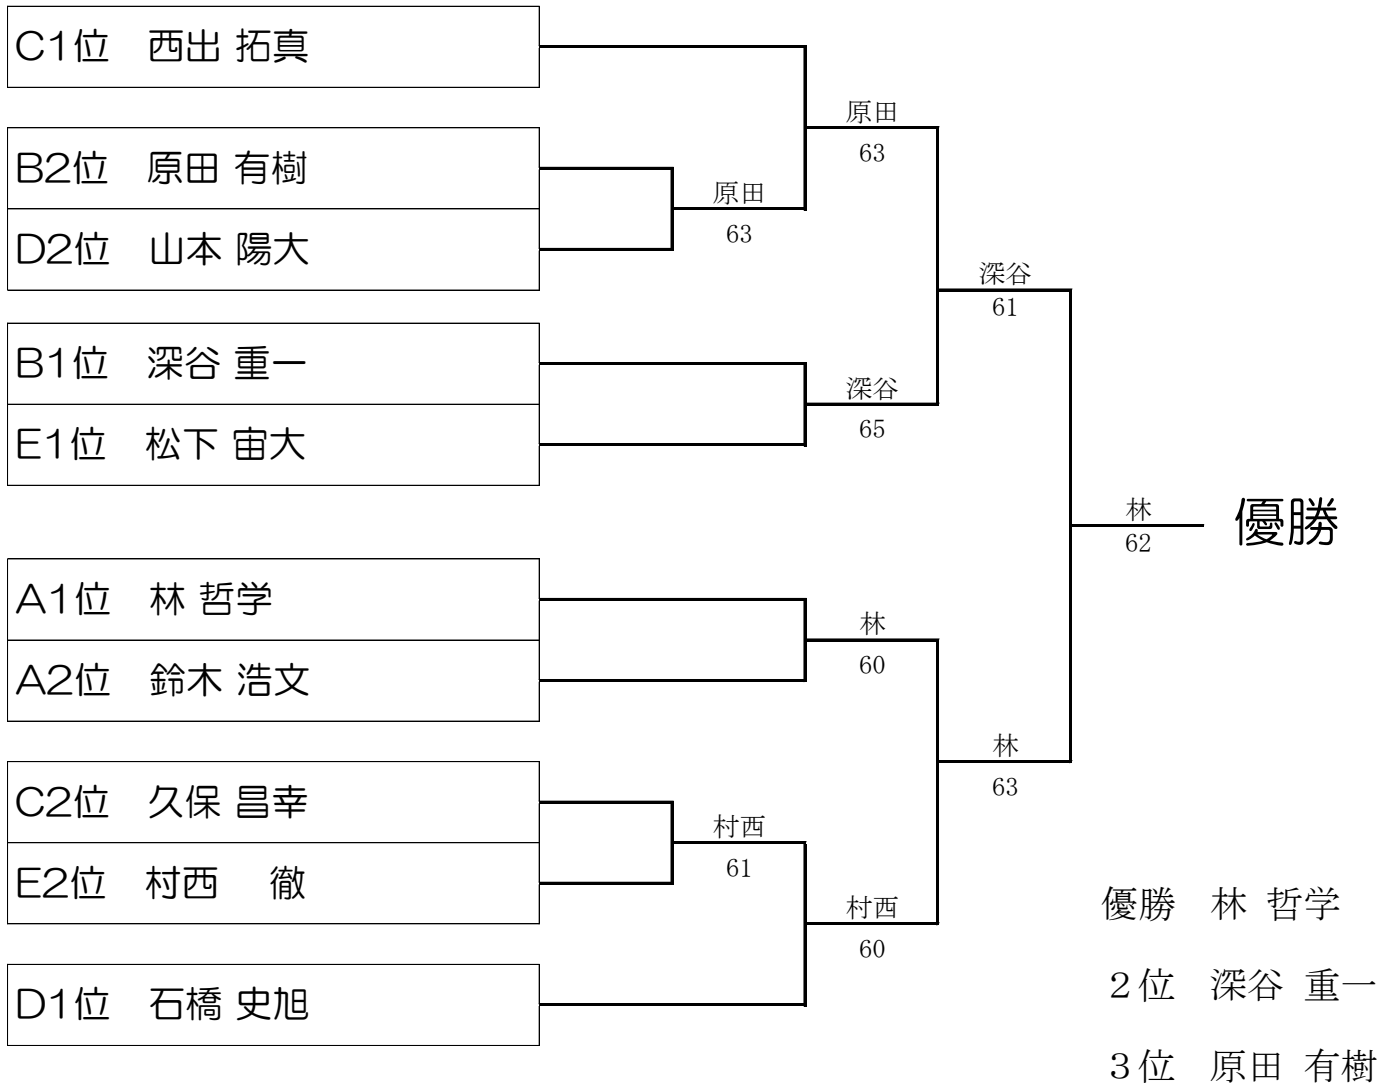 C1位　西出 拓真
原田
63
B2位　原田 有樹
原田
63
D2位　山本 陽大
深谷
61
B1位　深谷 重一
深谷
65
E1位　松下 宙大
林
62
優勝
A1位　林 哲学
林
60
A2位　鈴木 浩文
林
63
C2位　久保 昌幸
村西
61
E2位　村西　徹
村西
60
D1位　石橋 史旭
優勝　林 哲学
２位　深谷 重一
３位　原田 有樹